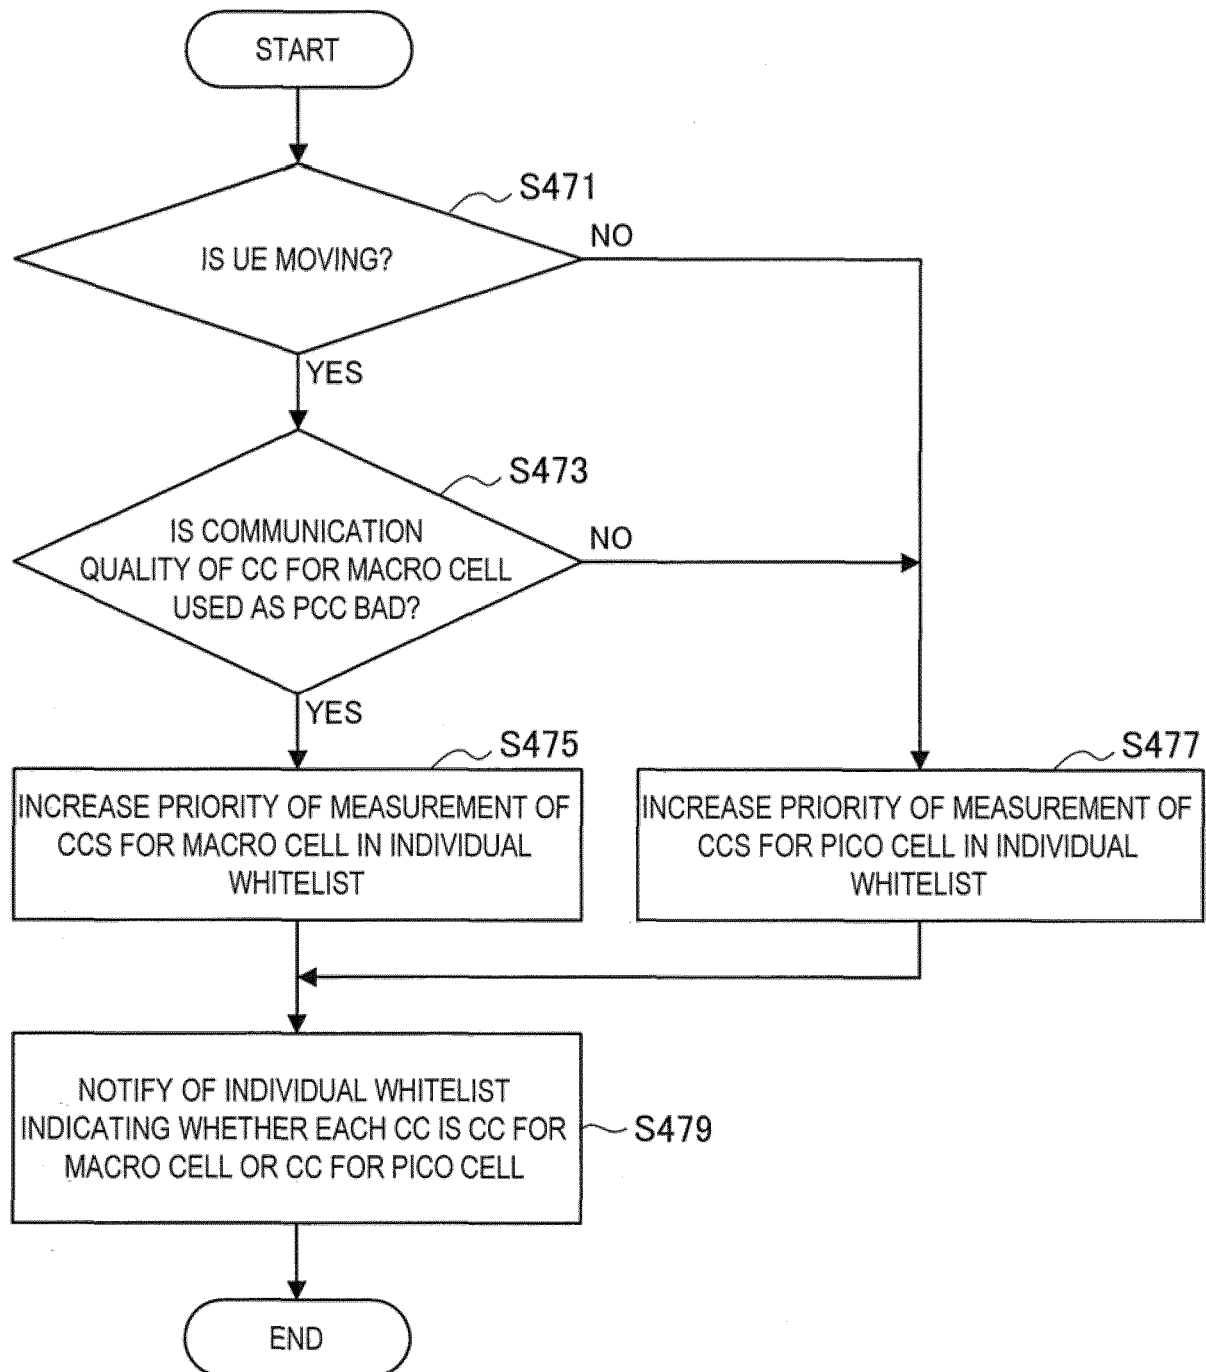 START
S471
IS UE MOVING?
NO
YES
S473
IS COMMUNICATION
QUALITY OF CC FOR MACRO CELL
USED AS PCC BAD?
NO
YES
S475
INCREASE PRIORITY OF MEASUREMENT OF
CCS FOR MACRO CELL IN INDIVIDUAL
WHITELIST
S477
INCREASE PRIORITY OF MEASUREMENT OF
CCS FOR PICO CELL IN INDIVIDUAL
WHITELIST
NOTIFY OF INDIVIDUAL WHITELIST
INDICATING WHETHER EACH CC IS CC FOR
MACRO CELL OR CC FOR PICO CELL
S479
END